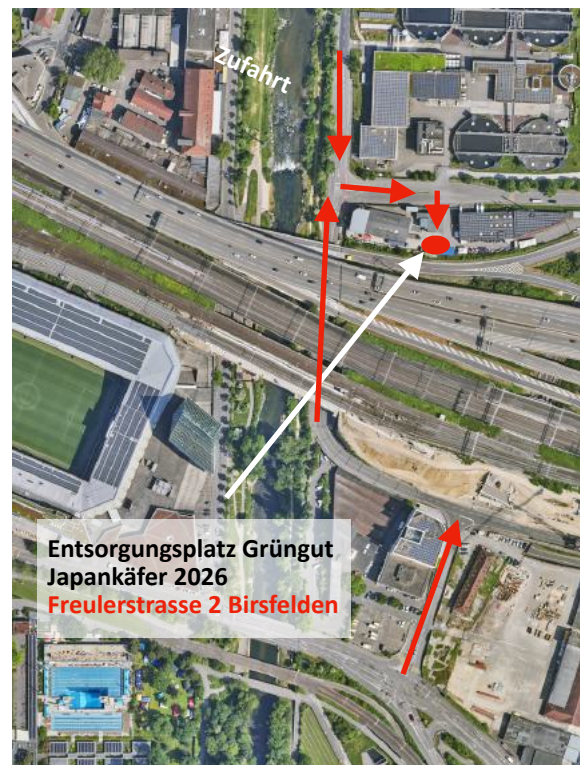 Zufahrt
Entsorgungsplatz Grüngut
Japankäfer 2026
Freulerstrasse 2 Birsfelden